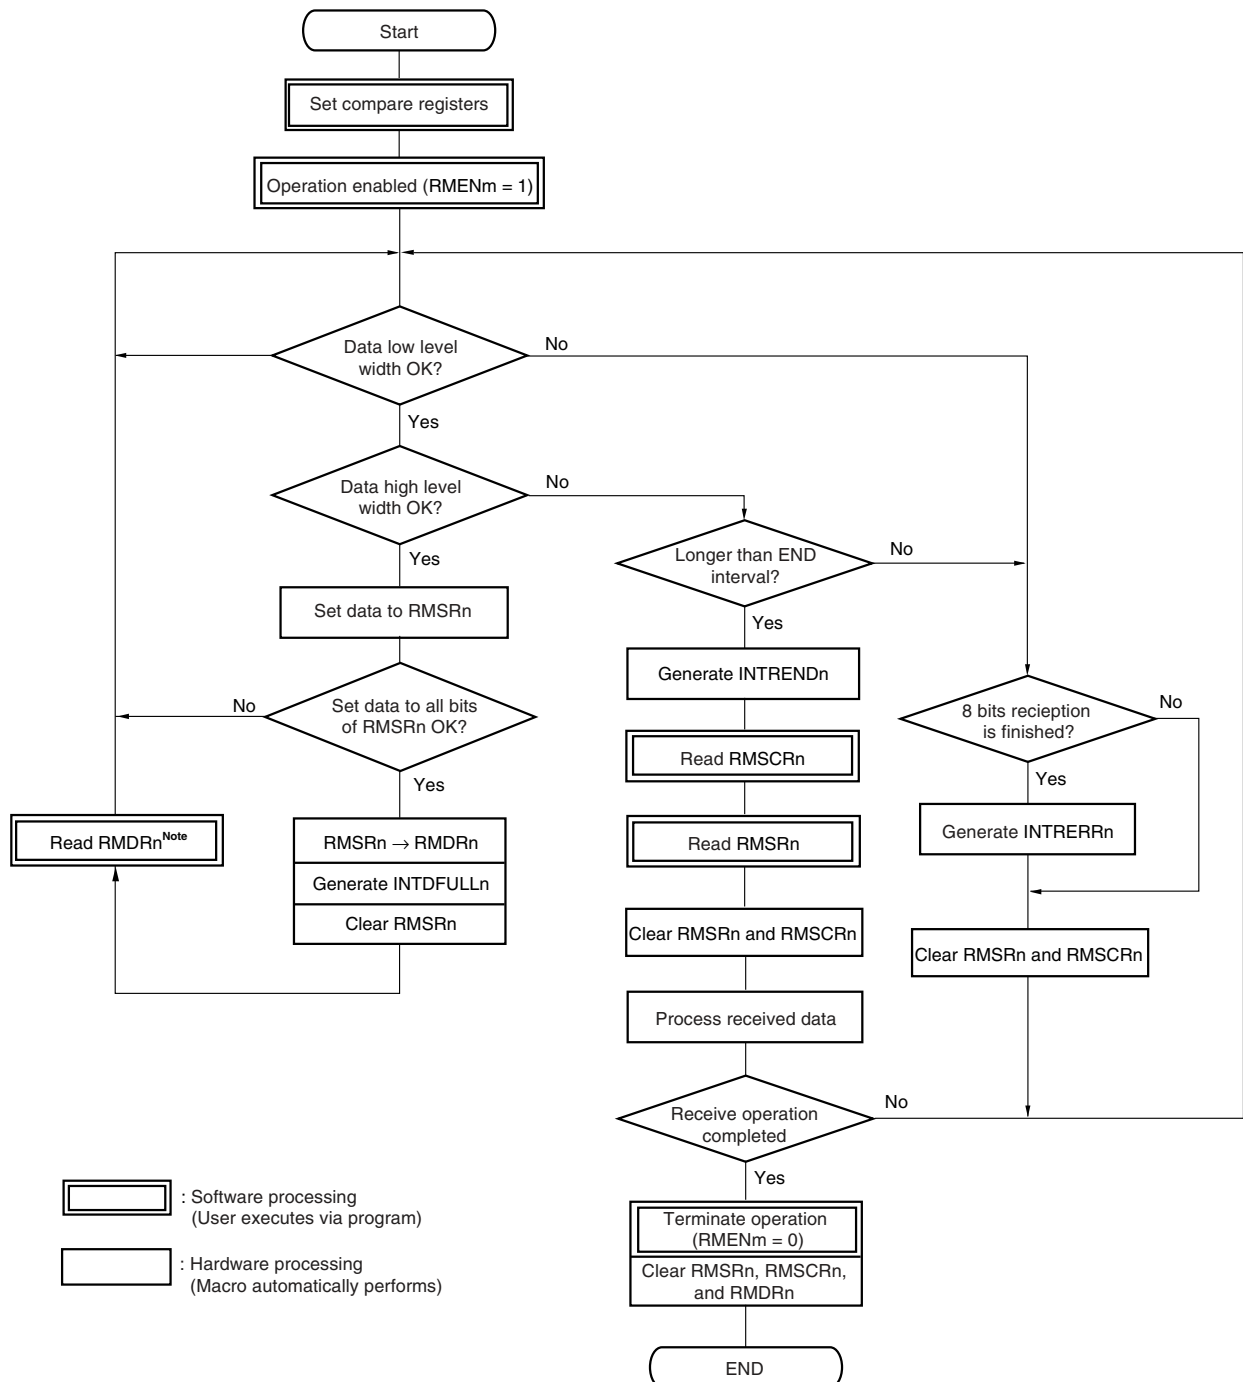 Start
Set compare registers
Operation enabled (RMENm = 1)
Data low level
width OK?
No
Yes
Data high level
width OK?
No
Yes
Longer than END
interval?
No
Yes
Set data to RMSRn
Generate INTRENDn
Set data to all bits
of RMSRn OK?
No
Yes
8 bits recieption
is finished?
No
Yes
Read RMSCRn
Read RMDRn Note
RMSRn → RMDRn
Generate INTDFULLn
Clear RMSRn
Read RMSRn
Generate INTRERRn
Clear RMSRn and RMSCRn
Clear RMSRn and RMSCRn
Process received data
Receive operation
completed
No
Yes
Terminate operation
(RMENm = 0)
Clear RMSRn, RMSCRn,
and RMDRn
END
: Software processing
(User executes via program)
: Hardware processing
(Macro automatically performs)